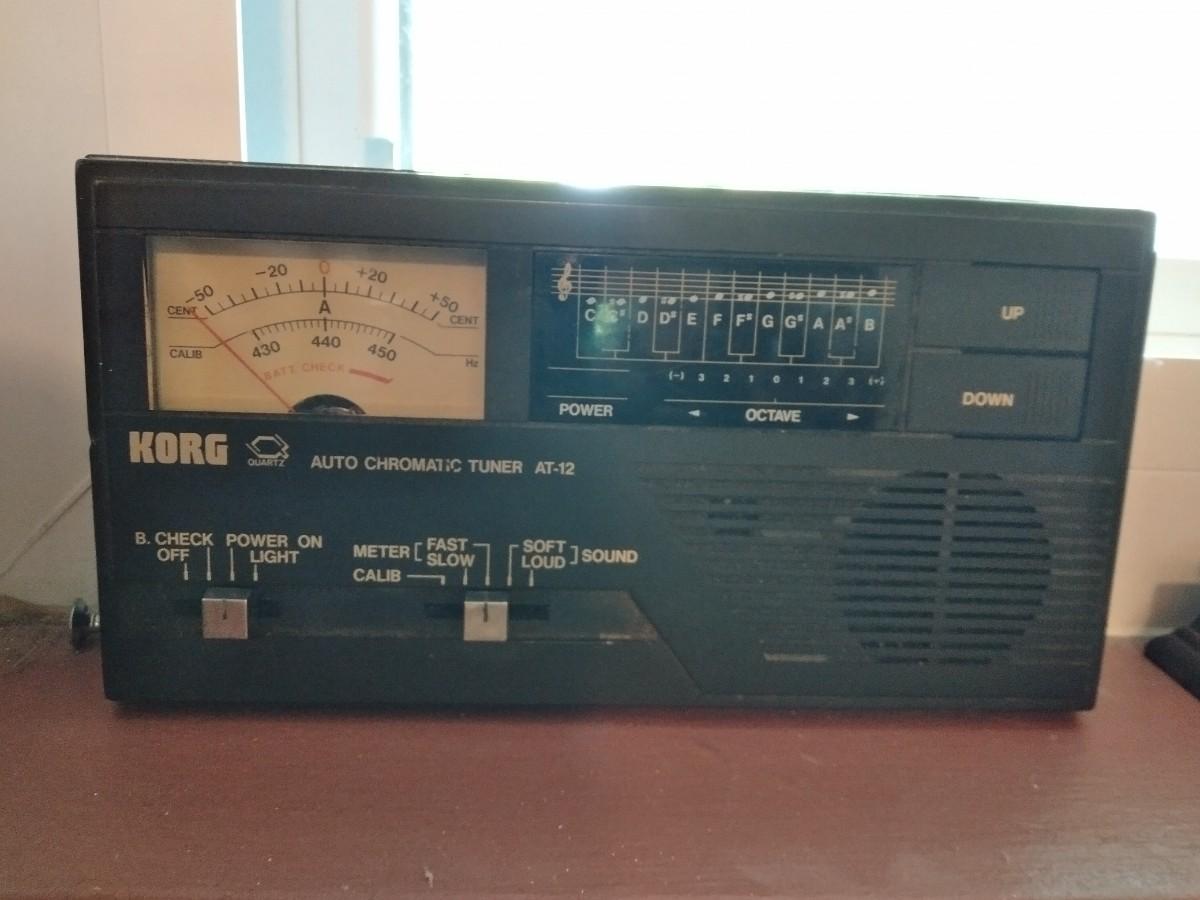 -50 -20 0 +20 +50
CENT A CENT
CALIB 430 440 450 Hz
BATT. CHECK
C C# D D# E F F# G G# A A# B
(-) 3 2 1 0 1 2 3 (+)
POWER ◄ OCTAVE ►
UP
DOWN
KORG QUARTZ AUTO CHROMATIC TUNER AT-12
B. CHECK POWER ON
OFF LIGHT
METER FAST SOFT SOUND
SLOW LOUD
CALIB